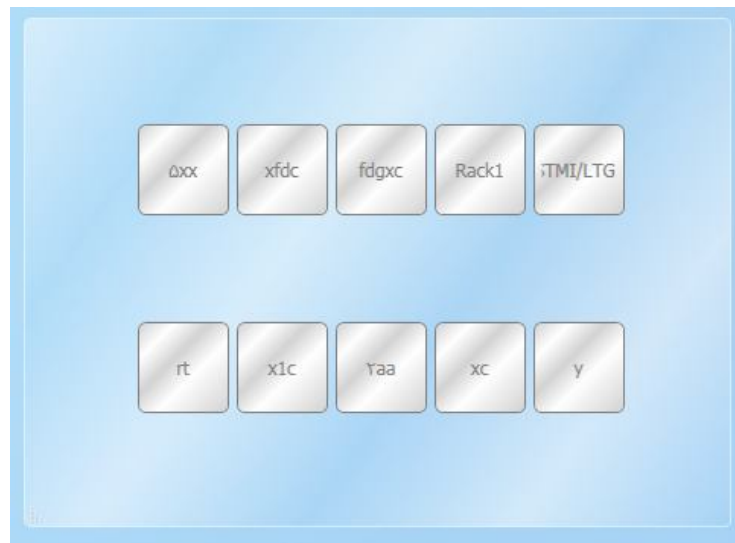 ۵xx xfdc fdgxc Rack1 TMI/LTG
rt x1c ۲aa xc y